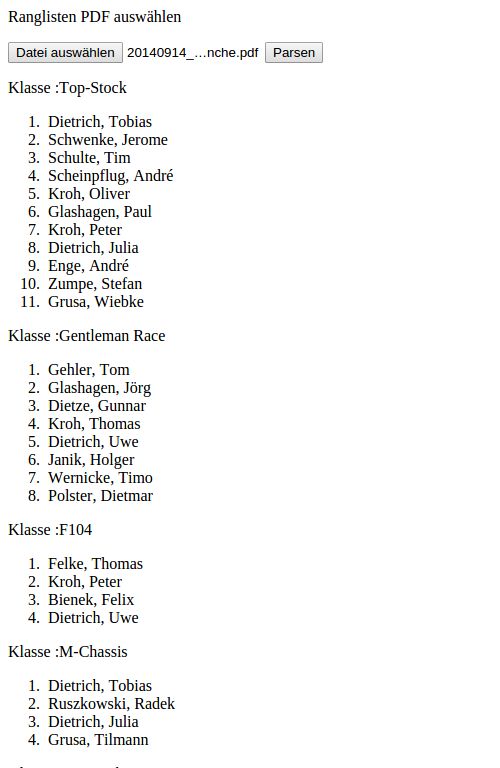 Ranglisten PDF auswählen
Datei auswählen 20140914_...nche.pdf Parsen
Klasse :Top-Stock
1. Dietrich, Tobias
2. Schwenke, Jerome
3. Schulte, Tim
4. Scheinpflug, André
5. Kroh, Oliver
6. Glashagen, Paul
7. Kroh, Peter
8. Dietrich, Julia
9. Enge, André
10. Zumpe, Stefan
11. Grusa, Wiebke
Klasse :Gentleman Race
1. Gehler, Tom
2. Glashagen, Jörg
3. Dietze, Gunnar
4. Kroh, Thomas
5. Dietrich, Uwe
6. Janik, Holger
7. Wernicke, Timo
8. Polster, Dietmar
Klasse :F104
1. Felke, Thomas
2. Kroh, Peter
3. Bienek, Felix
4. Dietrich, Uwe
Klasse :M-Chassis
1. Dietrich, Tobias
2. Ruszkowski, Radek
3. Dietrich, Julia
4. Grusa, Tilmann